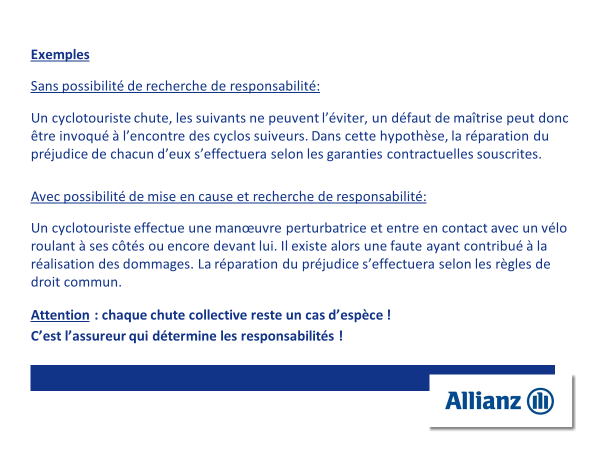 Exemples
Sans possibilité de recherche de responsabilité:
Un cyclotouriste chute, les suivants ne peuvent l’éviter, un défaut de maîtrise peut donc
être invoqué à l’encontre des cyclos suiveurs. Dans cette hypothèse, la réparation du
préjudice de chacun d’eux s’effectuera selon les garanties contractuelles souscrites.
Avec possibilité de mise en cause et recherche de responsabilité:
Un cyclotouriste effectue une manœuvre perturbatrice et entre en contact avec un vélo
roulant à ses côtés ou encore devant lui. Il existe alors une faute ayant contribué à la
réalisation des dommages. La réparation du préjudice s’effectuera selon les règles de
droit commun.
Attention : chaque chute collective reste un cas d’espèce !
C’est l’assureur qui détermine les responsabilités !
Allianz